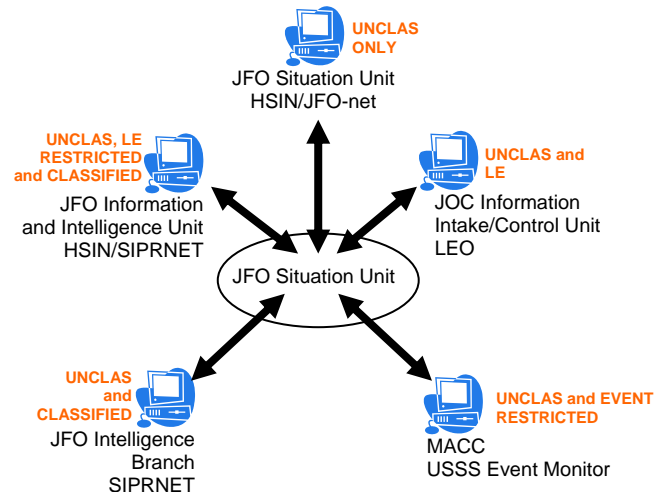 UNCLAS
ONLY
JFO Situation Unit
HSIN/JFO-net
UNCLAS, LE
RESTRICTED
and CLASSIFIED
JFO Information
and Intelligence Unit
HSIN/SIPRNET
UNCLAS and
LE
JOC Information
Intake/Control Unit
LEO
JFO Situation Unit
UNCLAS
and
CLASSIFIED
JFO Intelligence
Branch
SIPRNET
UNCLAS and EVENT
RESTRICTED
MACC
USSS Event Monitor